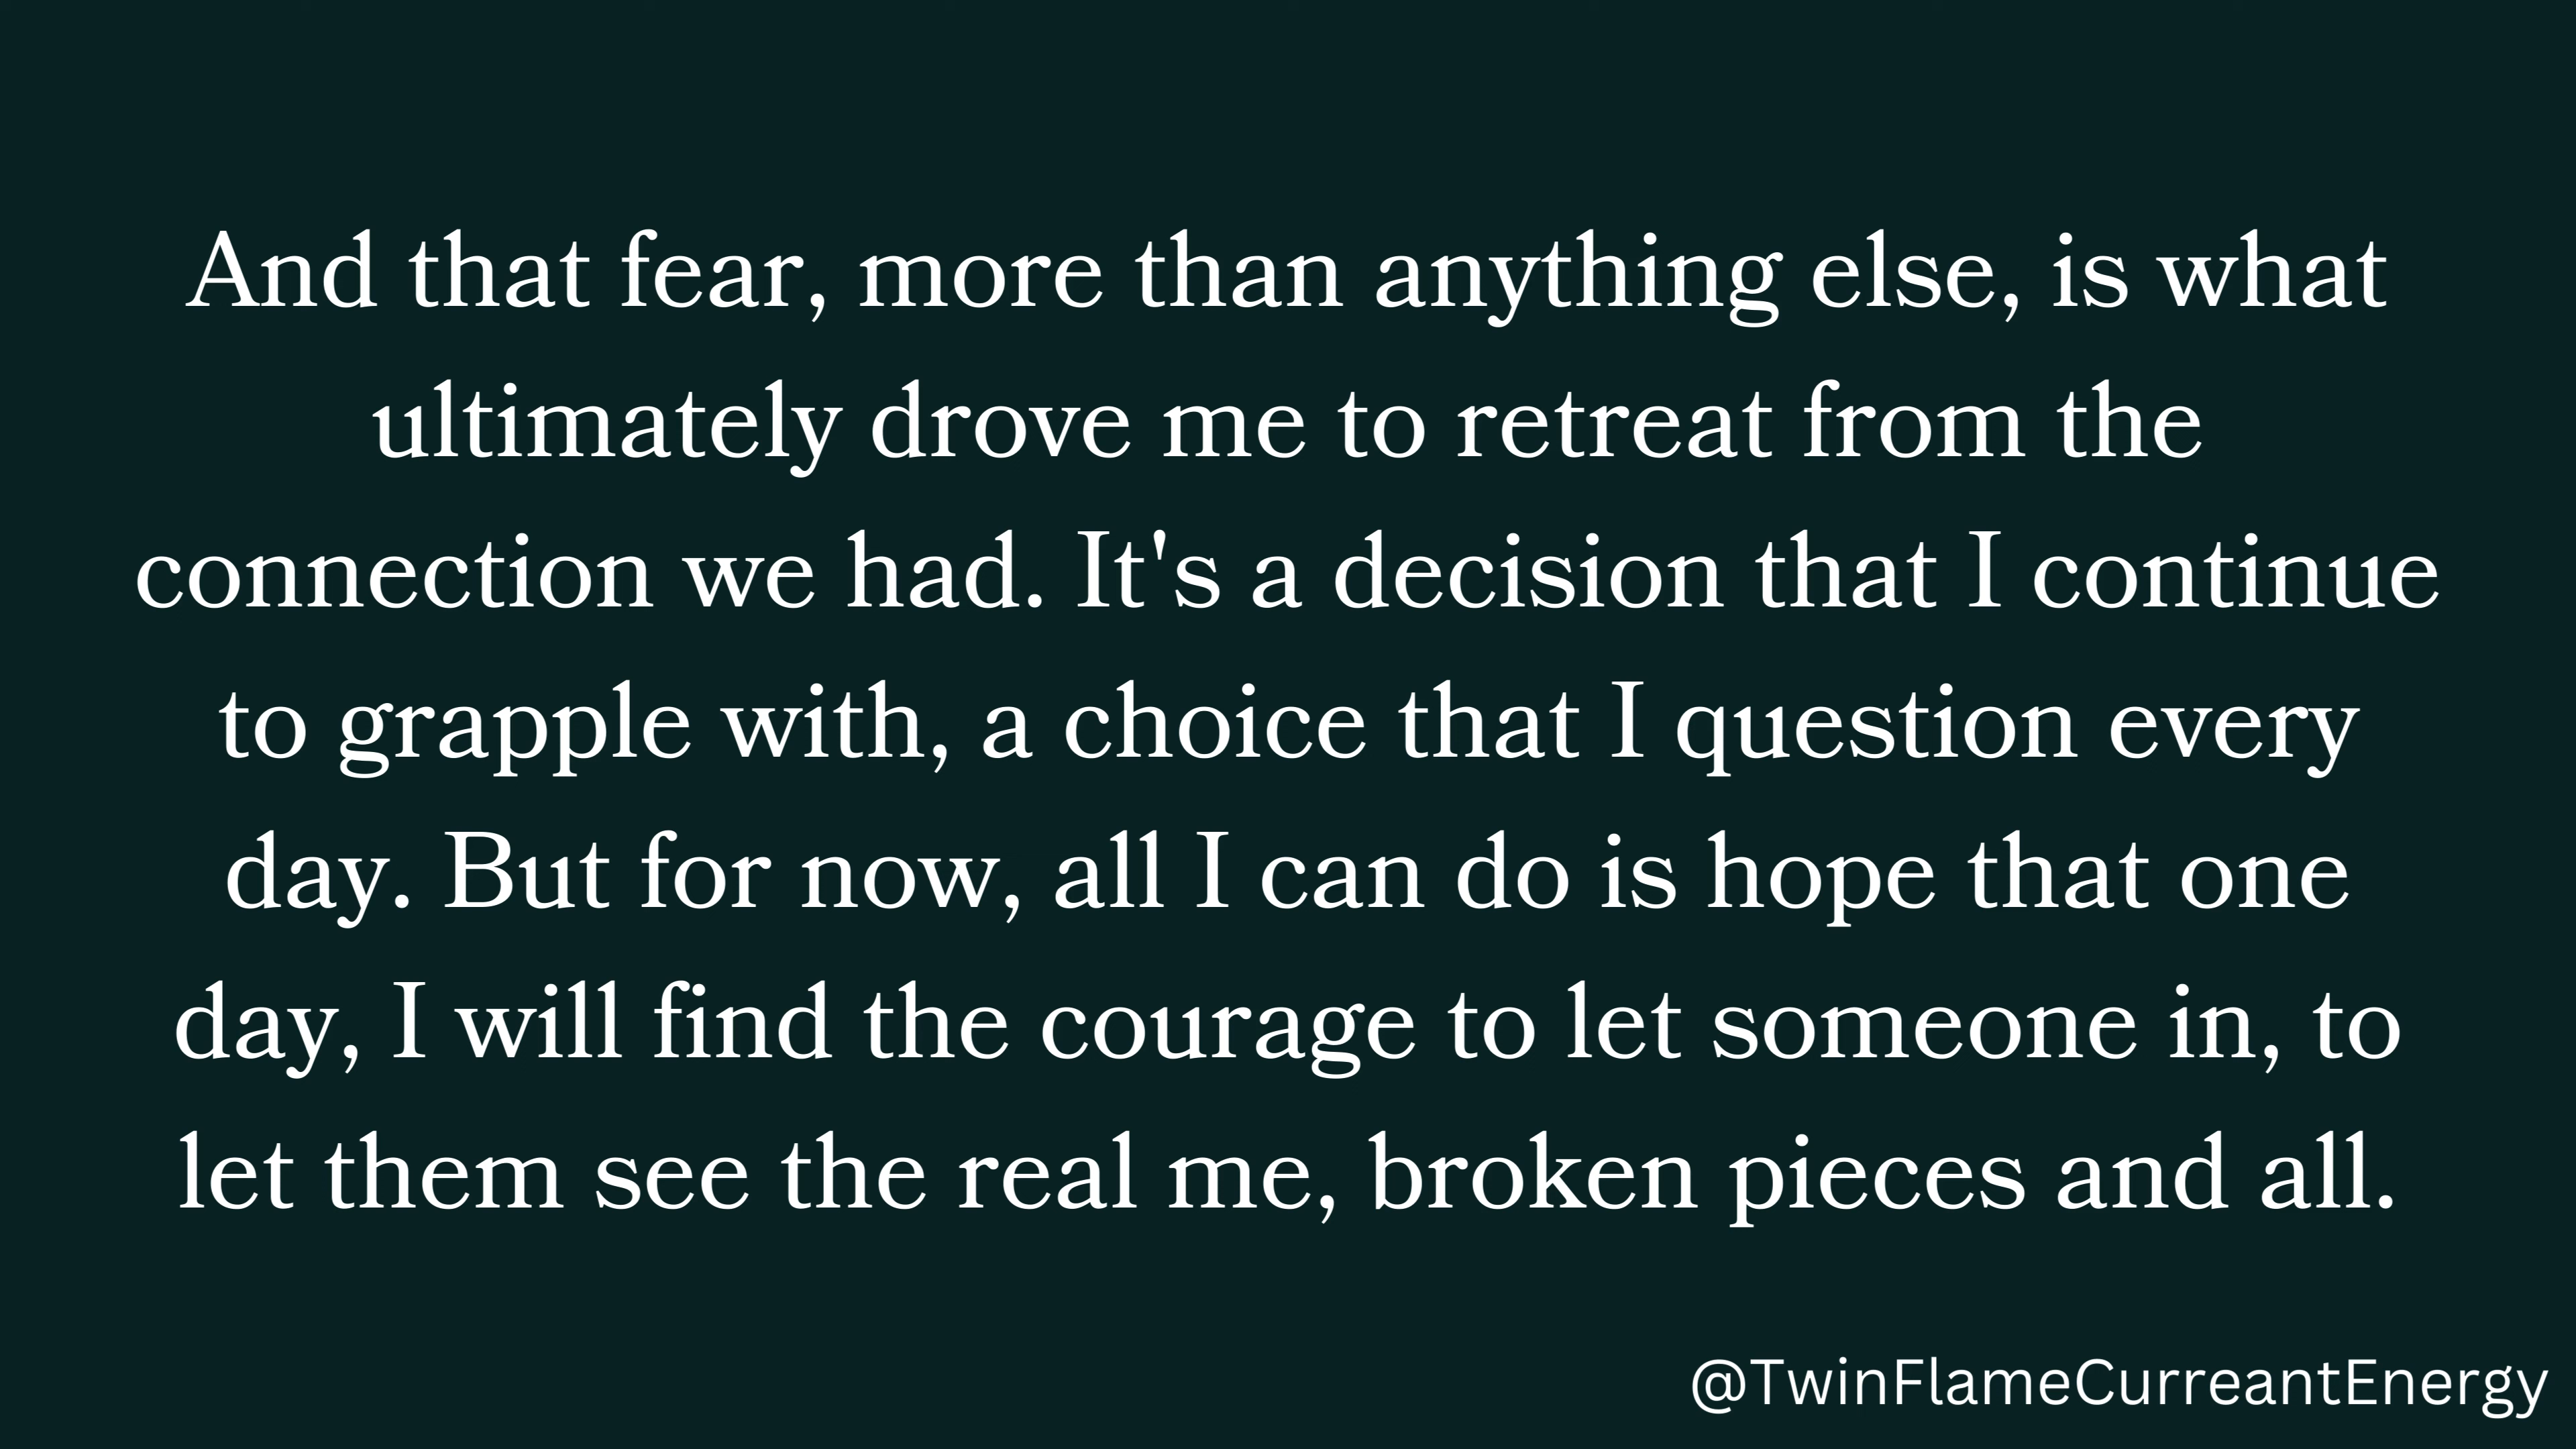 And that fear, more than anything else, is what
ultimately drove me to retreat from the
connection we had. It's a decision that I continue
to grapple with, a choice that I question every
day. But for now, all I can do is hope that one
day, I will find the courage to let someone in, to
let them see the real me, broken pieces and all.
@TwinFlameCurreantEnergy